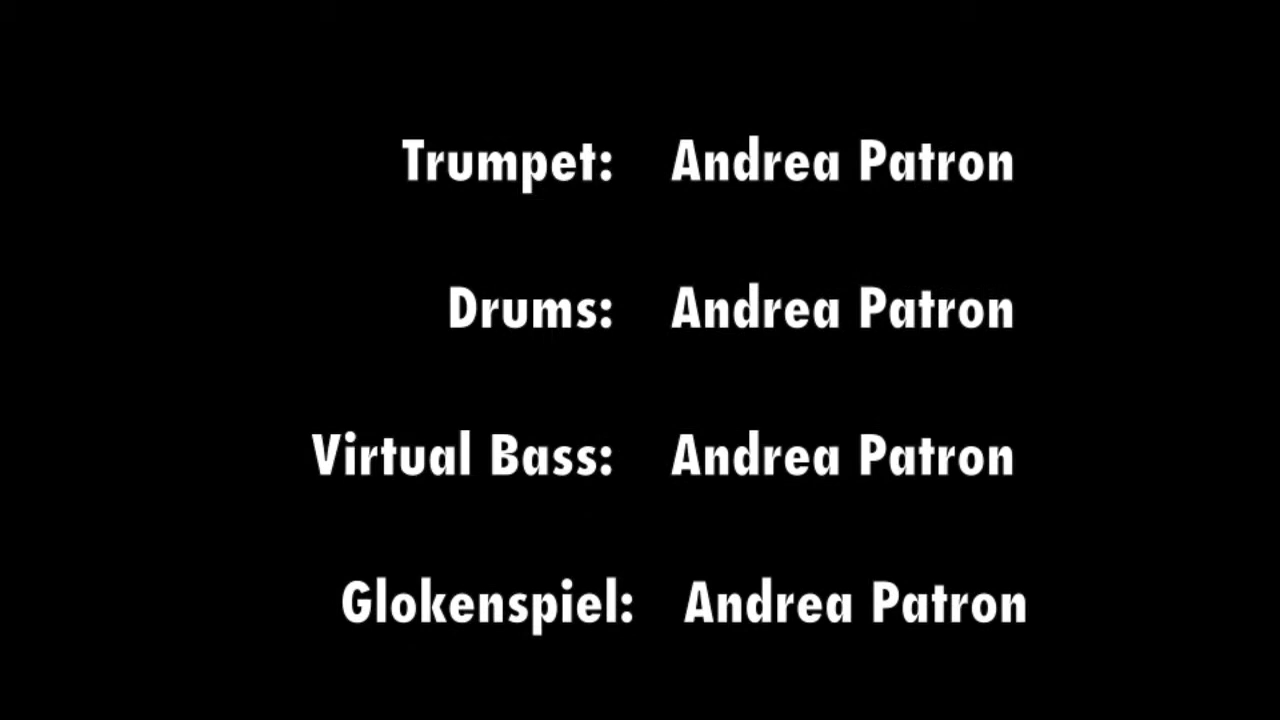 Trumpet: Andrea Patron
Drums: Andrea Patron
Virtual Bass: Andrea Patron
Glokenspiel: Andrea Patron